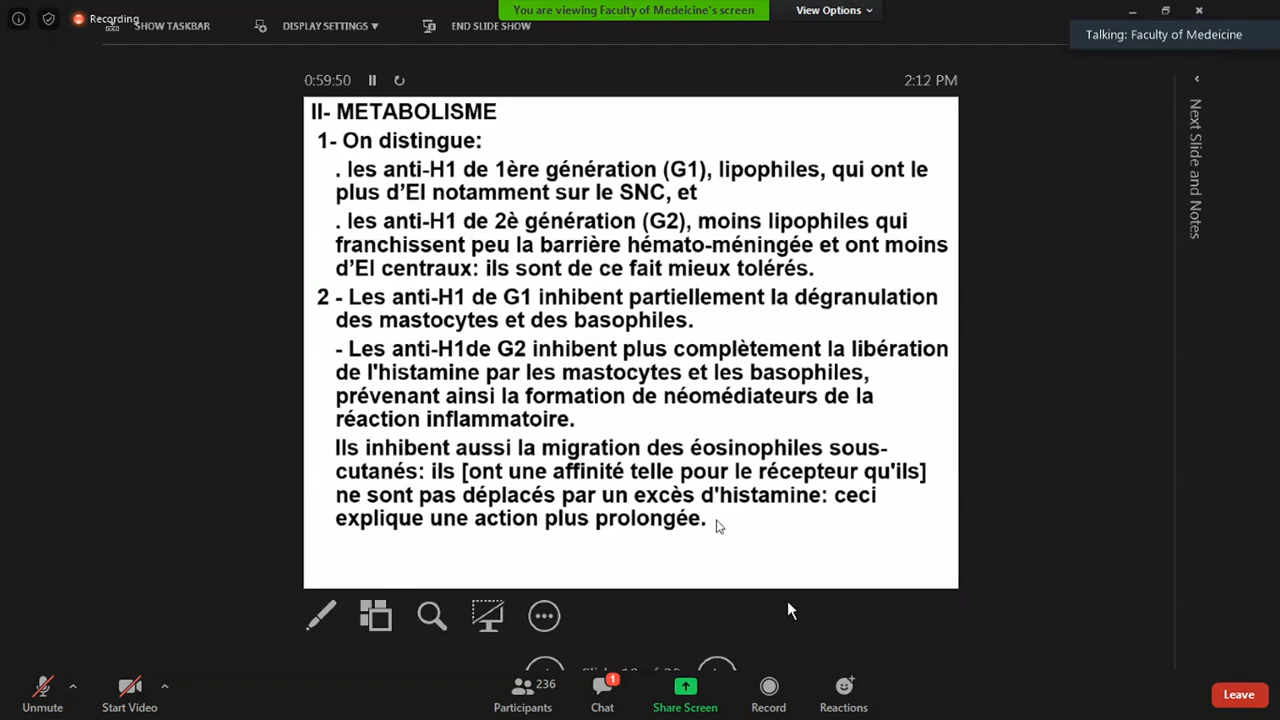 Recording
You are viewing Faculty of Medeicine's screen
View Options
SHOW TASKBAR
DISPLAY SETTINGS
END SLIDE SHOW
Talking: Faculty of Medeicine
0:59:50
2:12 PM
II- METABOLISME
1- On distingue:
. les anti-H1 de 1ère génération (G1), lipophiles, qui ont le
plus d'EI notamment sur le SNC, et
. les anti-H1 de 2è génération (G2), moins lipophiles qui
franchissent peu la barrière hémato-méningée et ont moins
d'EI centraux: ils sont de ce fait mieux tolérés.
2 - Les anti-H1 de G1 inhibent partiellement la dégranulation
des mastocytes et des basophiles.
- Les anti-H1de G2 inhibent plus complètement la libération
de l'histamine par les mastocytes et les basophiles,
prévenant ainsi la formation de néomédiateurs de la
réaction inflammatoire.
Ils inhibent aussi la migration des éosinophiles sous-
cutanés: ils [ont une affinité telle pour le récepteur qu'ils]
ne sont pas déplacés par un excès d'histamine: ceci
explique une action plus prolongée.
Next Slide and Notes
Unmute
Start Video
236
Participants
1
Chat
Share Screen
Record
Reactions
Leave